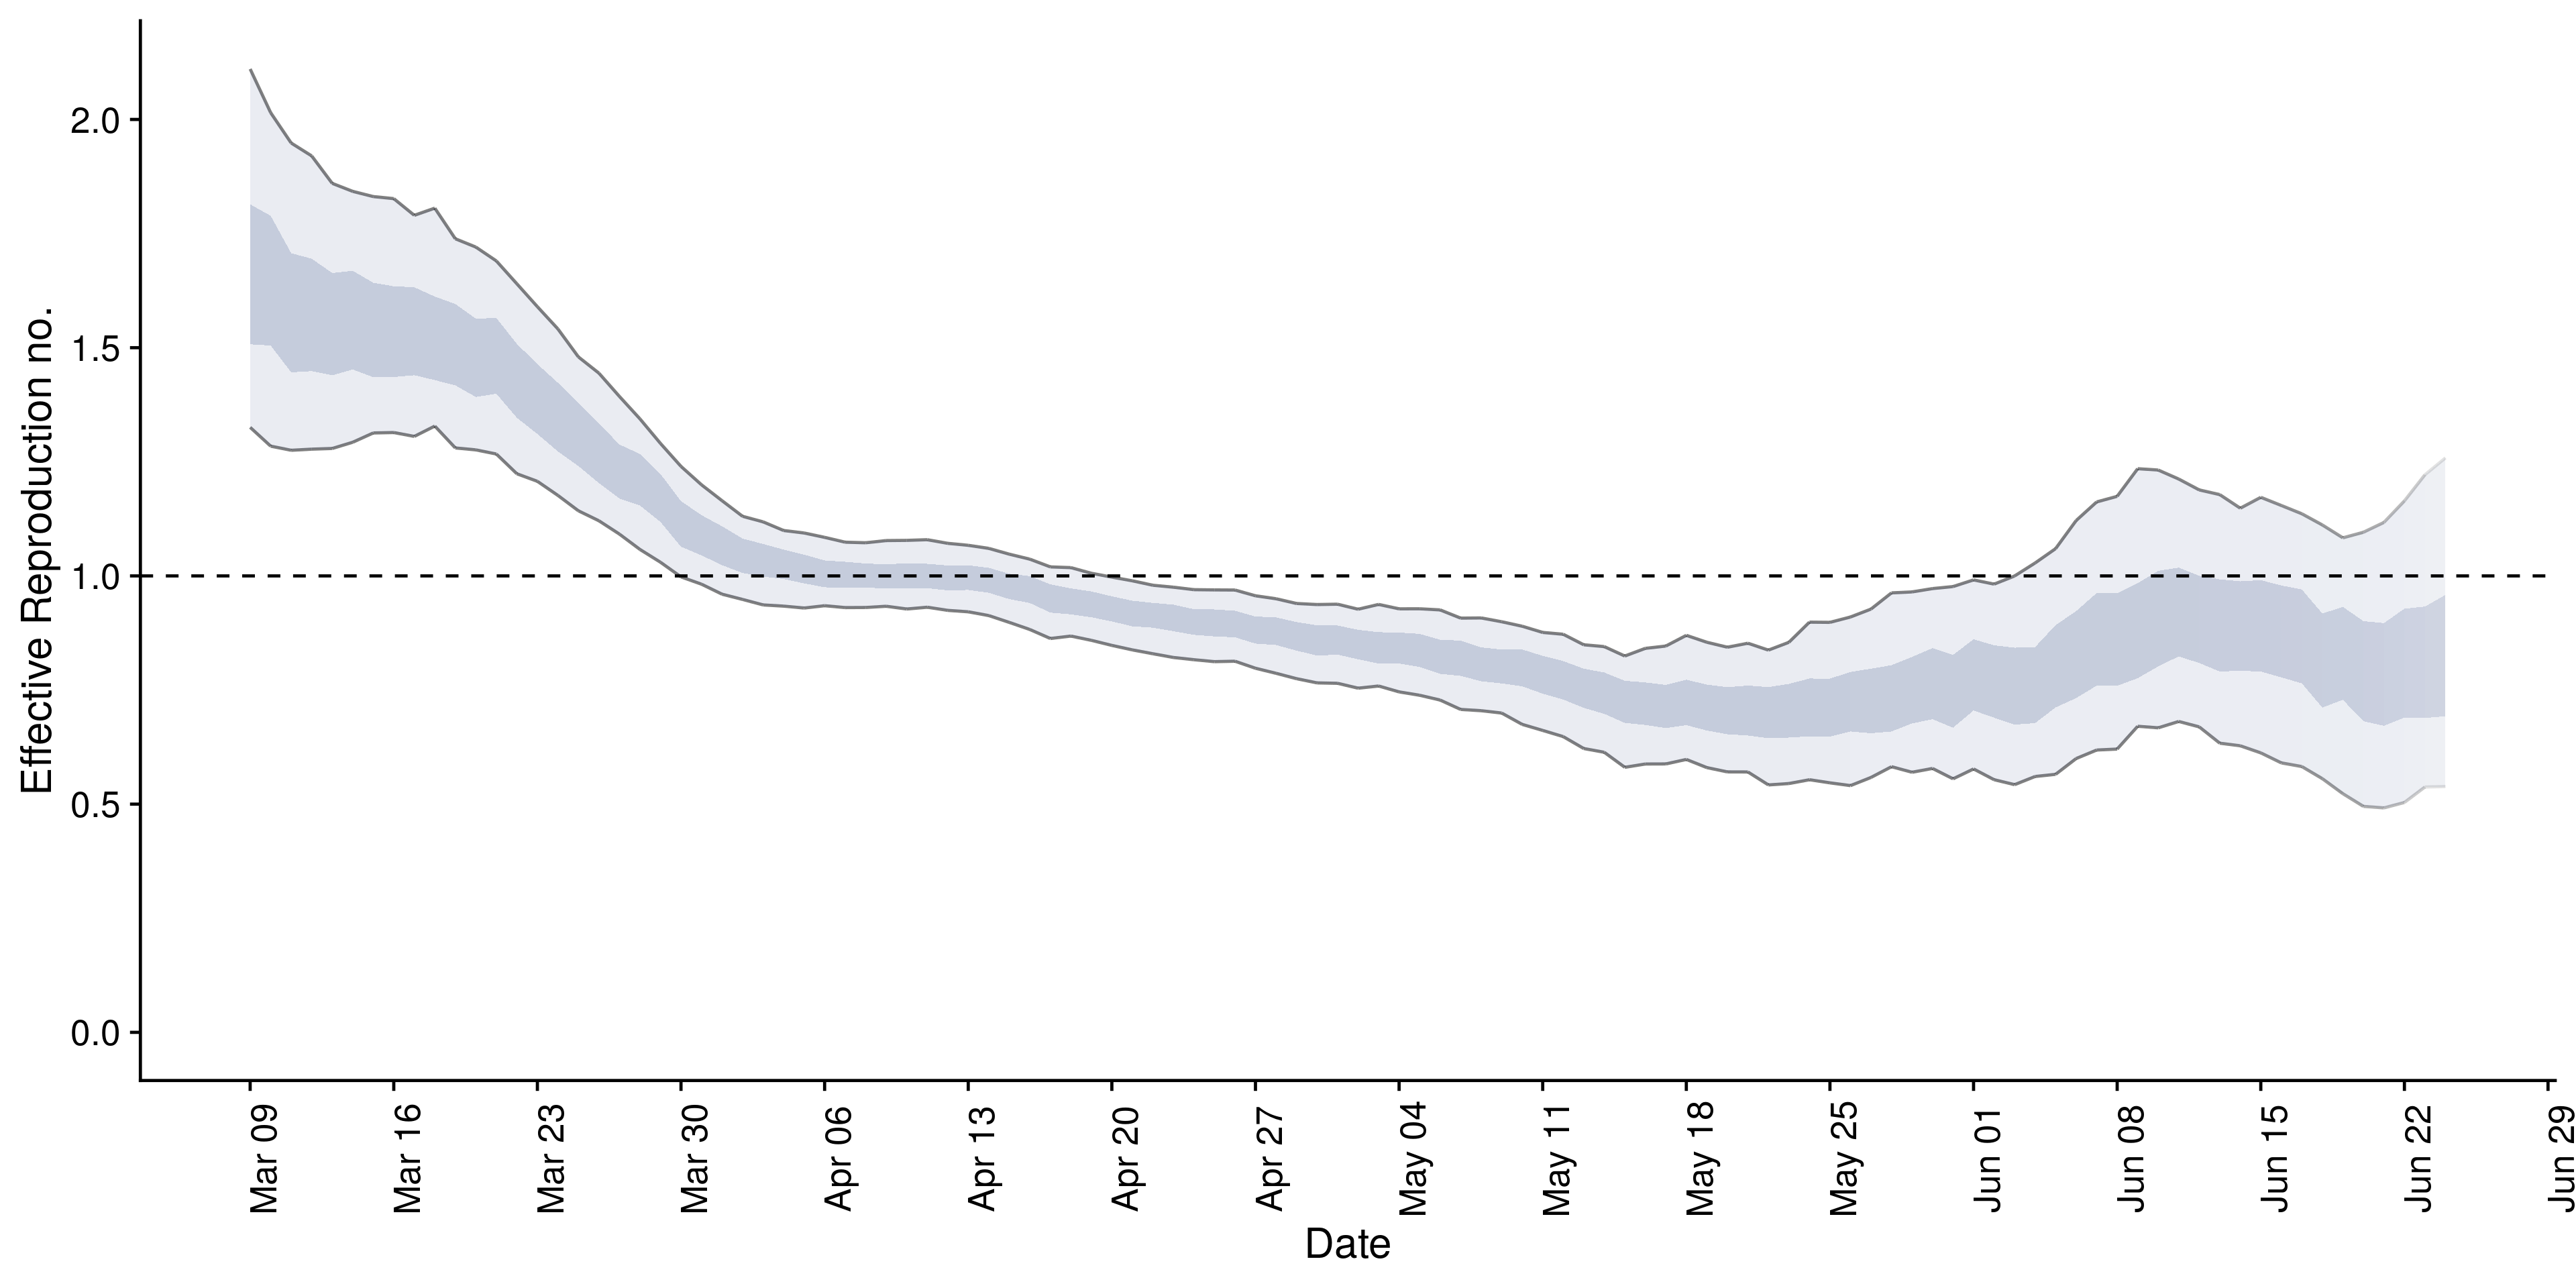 Effective Reproduction no.
2.0
1.5
1.0
0.5
0.0
Mar 09
Mar 16
Mar 23
Mar 30
Apr 06
Apr 13
Apr 20
Apr 27
May 04
May 11
May 18
May 25
Jun 01
Jun 08
Jun 15
Jun 22
Jun 29
Date